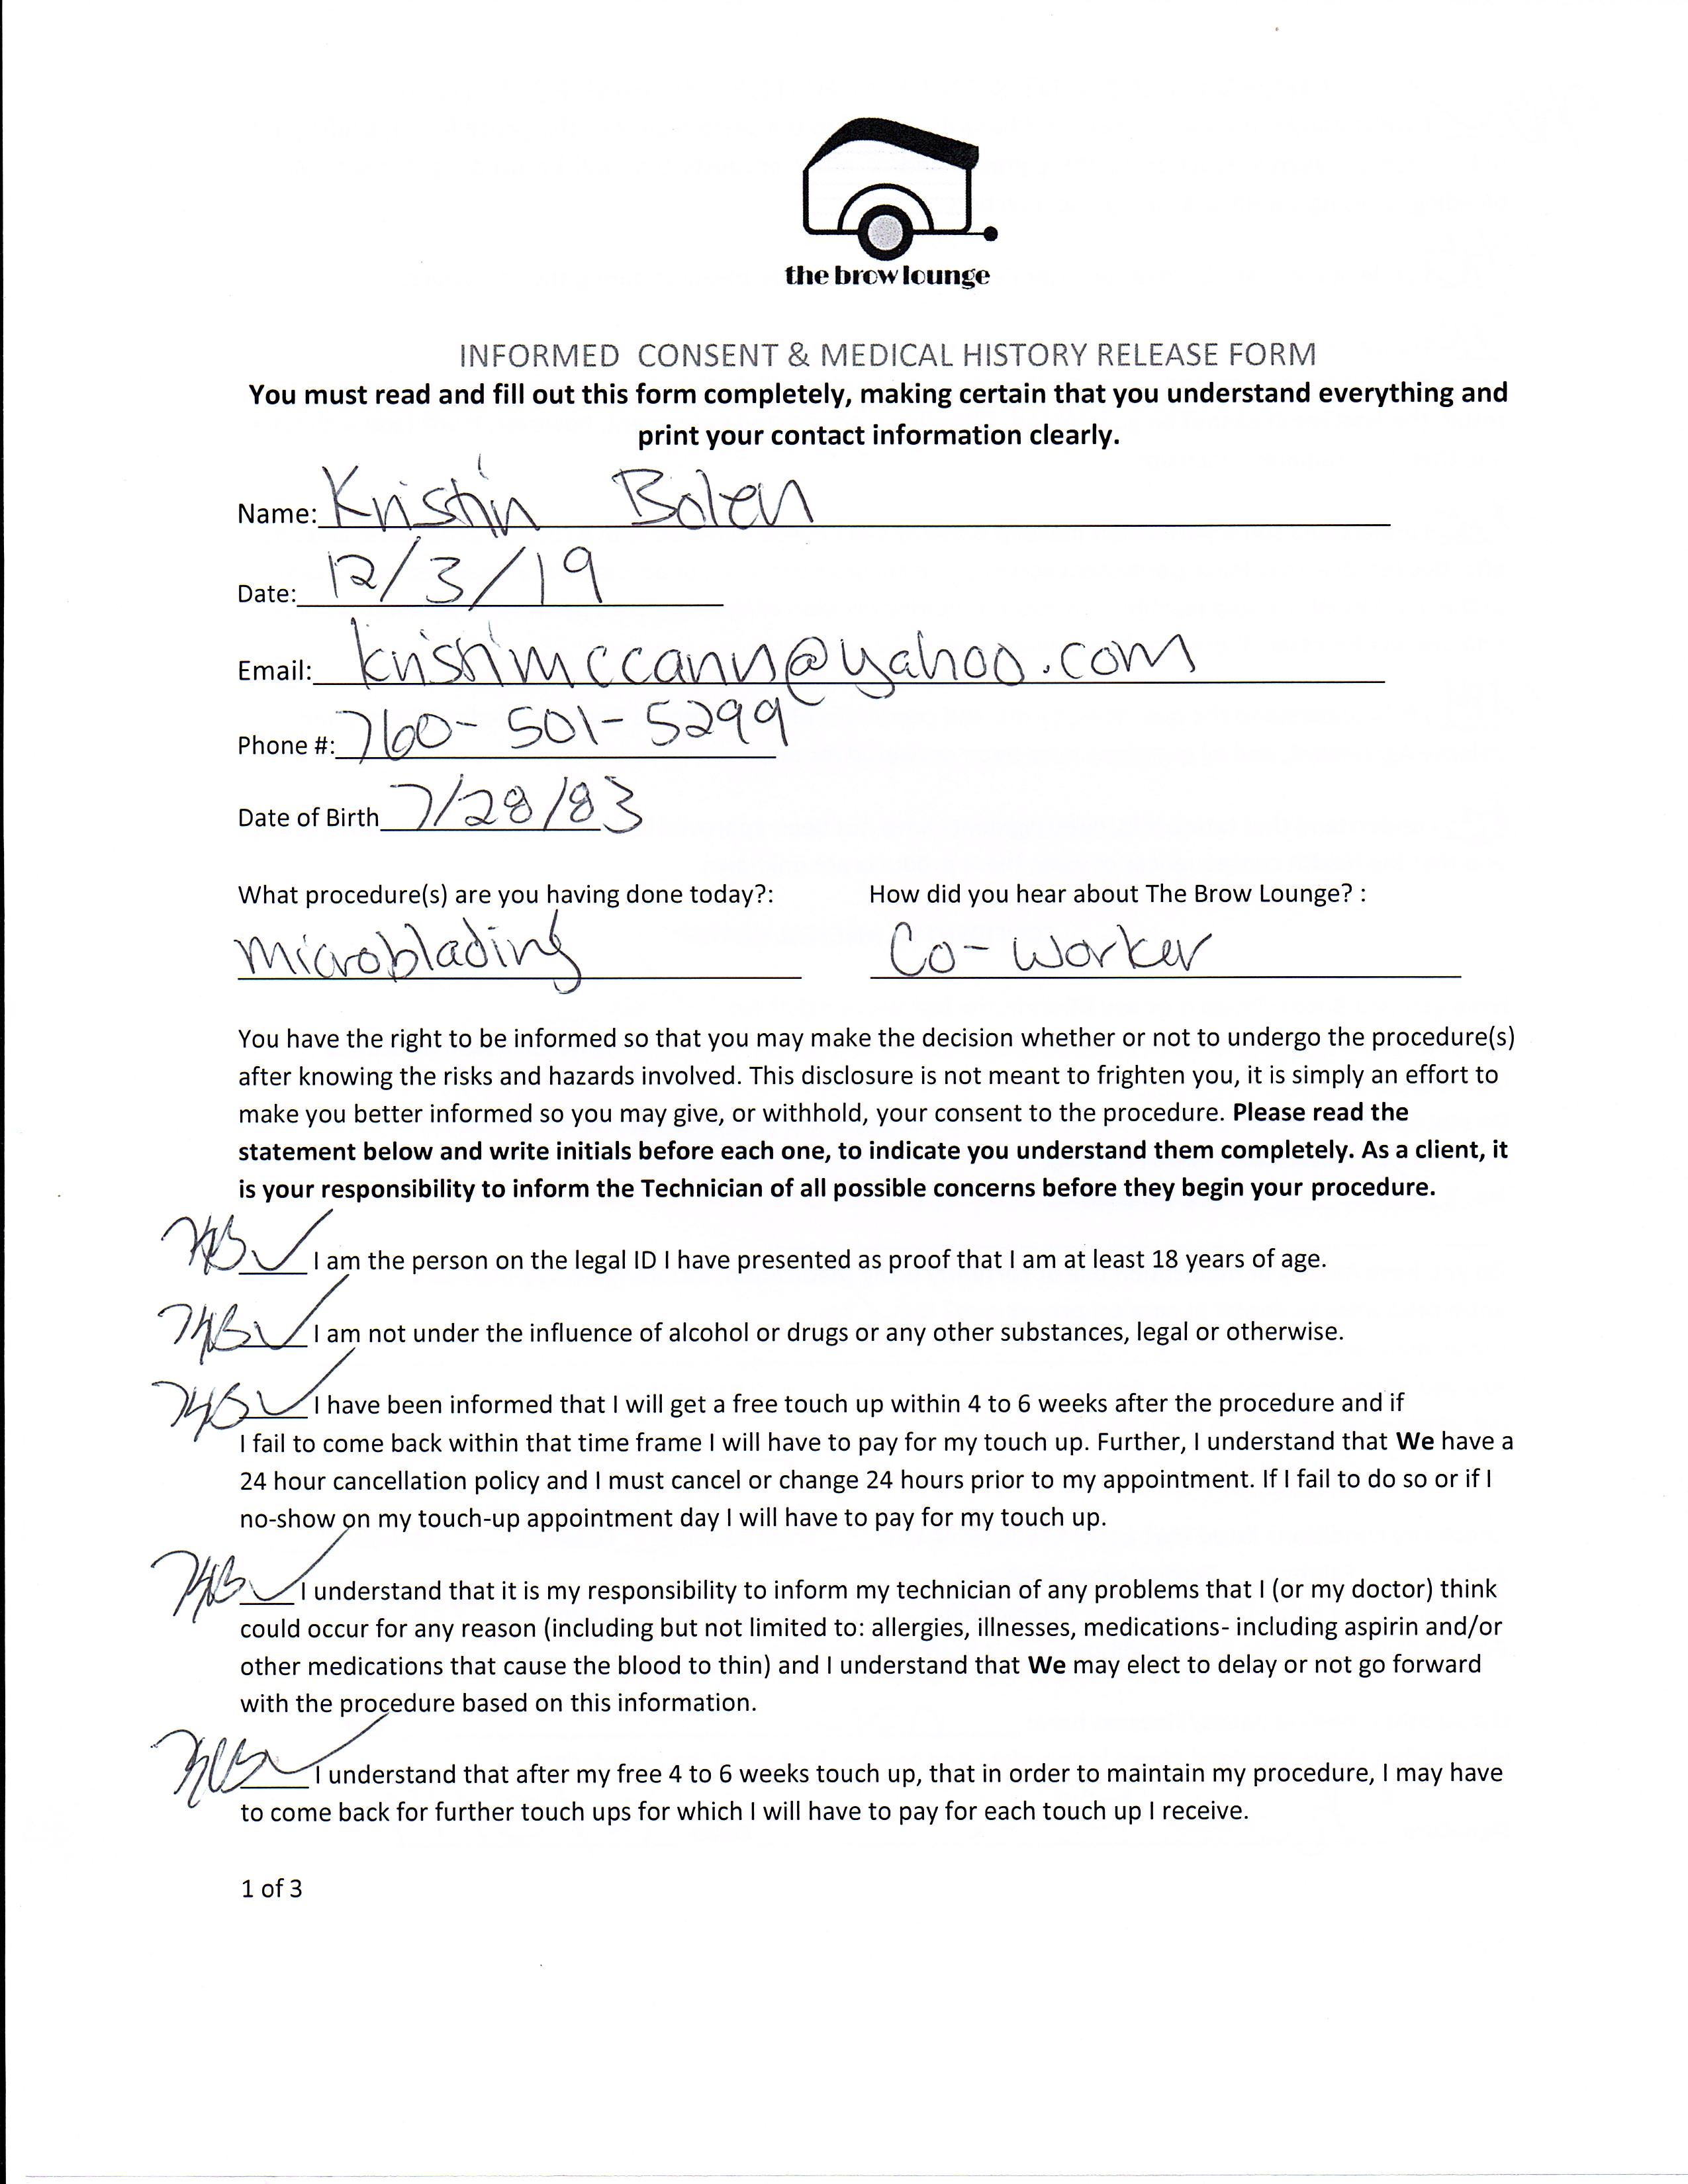 the brow lounge
INFORMED CONSENT & MEDICAL HISTORY RELEASE FORM
You must read and fill out this form completely, making certain that you understand everything and
print your contact information clearly.
Name: Kristin Bolen
Date: 12/3/19
Email: kristimccann@yahoo.com
Phone #: 760-501-5299
Date of Birth 7/28/83
What procedure(s) are you having done today?: How did you hear about The Brow Lounge? :
Microblading Co-worker
You have the right to be informed so that you may make the decision whether or not to undergo the procedure(s)
after knowing the risks and hazards involved. This disclosure is not meant to frighten you, it is simply an effort to
make you better informed so you may give, or withhold, your consent to the procedure. Please read the
statement below and write initials before each one, to indicate you understand them completely. As a client, it
is your responsibility to inform the Technician of all possible concerns before they begin your procedure.
KB I am the person on the legal ID I have presented as proof that I am at least 18 years of age.
KB I am not under the influence of alcohol or drugs or any other substances, legal or otherwise.
KB I have been informed that I will get a free touch up within 4 to 6 weeks after the procedure and if
I fail to come back within that time frame I will have to pay for my touch up. Further, I understand that We have a
24 hour cancellation policy and I must cancel or change 24 hours prior to my appointment. If I fail to do so or if I
no-show on my touch-up appointment day I will have to pay for my touch up.
KB I understand that it is my responsibility to inform my technician of any problems that I (or my doctor) think
could occur for any reason (including but not limited to: allergies, illnesses, medications- including aspirin and/or
other medications that cause the blood to thin) and I understand that We may elect to delay or not go forward
with the procedure based on this information.
KB I understand that after my free 4 to 6 weeks touch up, that in order to maintain my procedure, I may have
to come back for further touch ups for which I will have to pay for each touch up I receive.
1 of 3